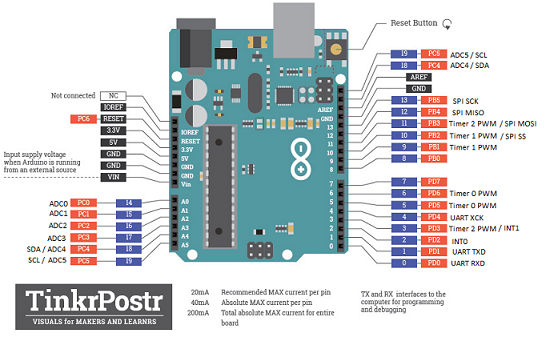 Reset Button
19 PC5 ADC5 / SCL
18 PC4 ADC4 / SDA
AREF
GND
13 PB5 SPI SCK
12 PB4 SPI MISO
11 PB3 Timer 2 PWM / SPI MOSI
10 PB2 Timer 1 PWM / SPI SS
9 PB1 Timer 1 PWM
8 PB0
7 PD7
6 PD6 Timer 0 PWM
5 PD5 Timer 0 PWM
4 PD4 UART XCK
3 PD3 Timer 2 PWM / INT1
2 PD2 INT0
1 PD1 UART TXD
0 PD0 UART RXD
Not connected NC
IOREF
PC6 RESET
3.3V
5V
GND
GND
VIN
Input supply voltage
when Arduino is running
from an external source
ADC0 PC0 14
ADC1 PC1 15
ADC2 PC2 16
ADC3 PC3 17
SDA / ADC4 PC4 18
SCL / ADC5 PC5 19
IOREF
RESET
3.3V
5V
GND
GND
Vin
A0
A1
A2
A3
A4
A5
AREF
GND
13
12
11
10
9
8
7
6
5
4
3
2
1
0
TinkrPostr
VISUALS for MAKERS and LEARNRS
20mA Recommended MAX current per pin
40mA Absolute MAX current per pin
200mA Total absolute MAX current for entire
board
TX and RX interfaces to the
computer for programming
and debugging